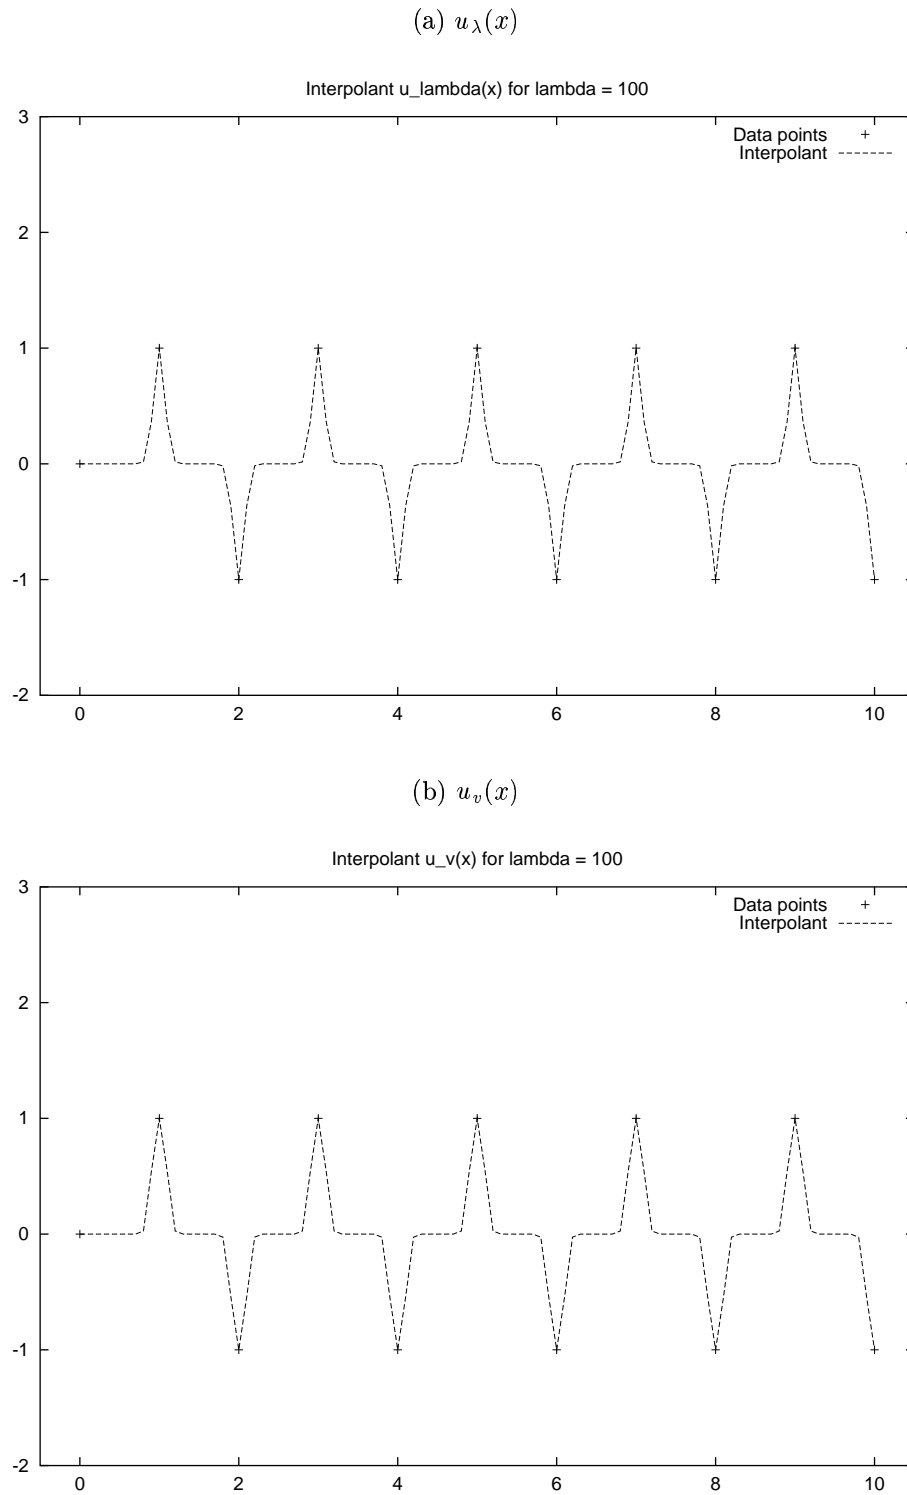 (a) u_λ(x)
Interpolant u_lambda(x) for lambda = 100
3
Data points
Interpolant
2
1
0
-1
-2
0 2 4 6 8 10
(b) u_v(x)
Interpolant u_v(x) for lambda = 100
3
Data points
Interpolant
2
1
0
-1
-2
0 2 4 6 8 10